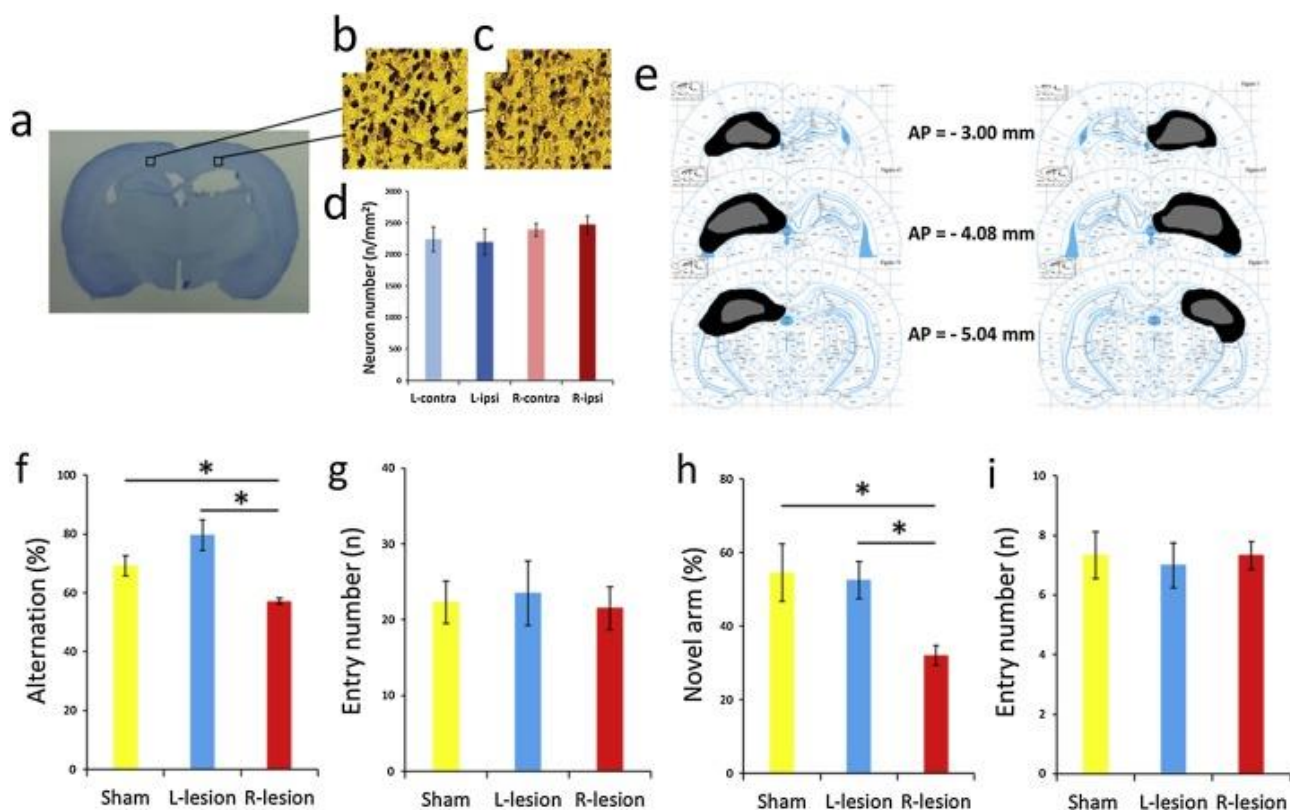 a
b
c
d
Neuron number (n/mm²)
3000
2500
2000
1500
1000
500
0
L-contra L-ipsi R-contra R-ipsi
e
AP = - 3.00 mm
AP = - 4.08 mm
AP = - 5.04 mm
f
Alternation (%)
100
80
60
40
20
0
*
*
Sham L-lesion R-lesion
g
Entry number (n)
40
30
20
10
0
Sham L-lesion R-lesion
h
Novel arm (%)
80
60
40
20
0
*
*
Sham L-lesion R-lesion
i
Entry number (n)
10
8
6
4
2
0
Sham L-lesion R-lesion